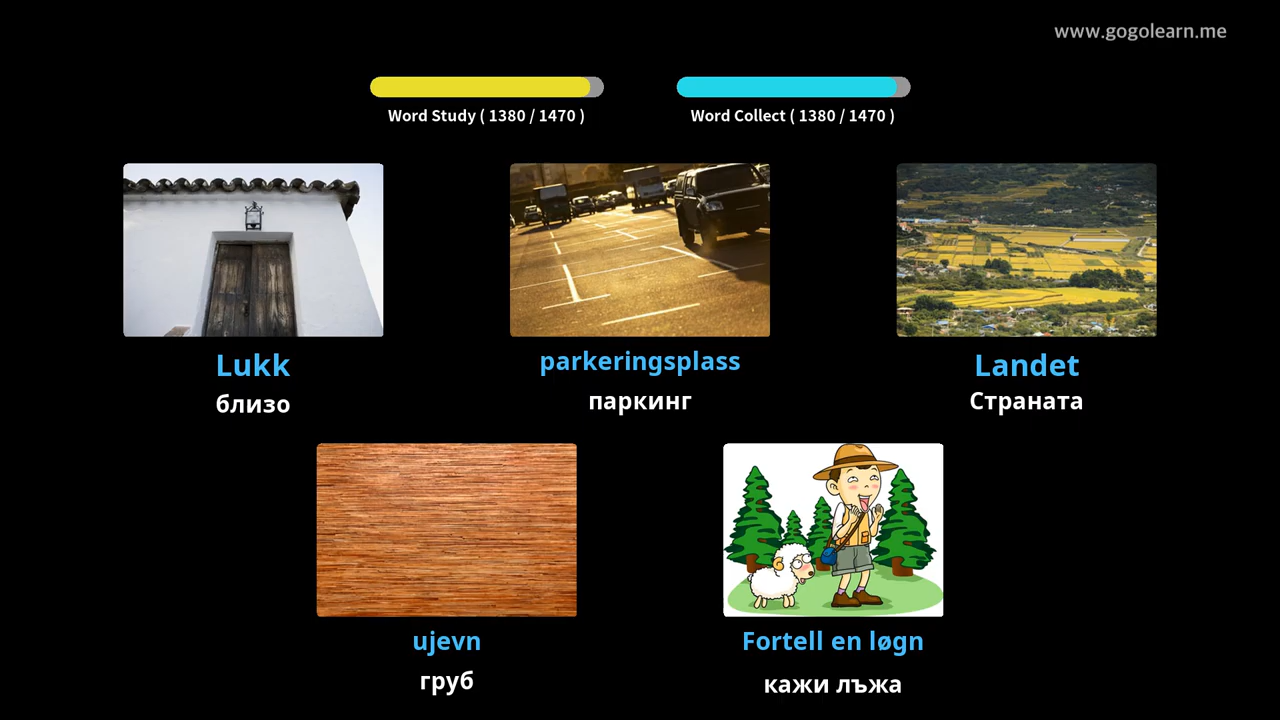 www.gogolearn.me
Word Study ( 1380 / 1470 )
Word Collect ( 1380 / 1470 )
Lukk
близо
parkeringsplass
паркинг
Landet
Страната
ujevn
груб
Fortell en løgn
кажи лъжа